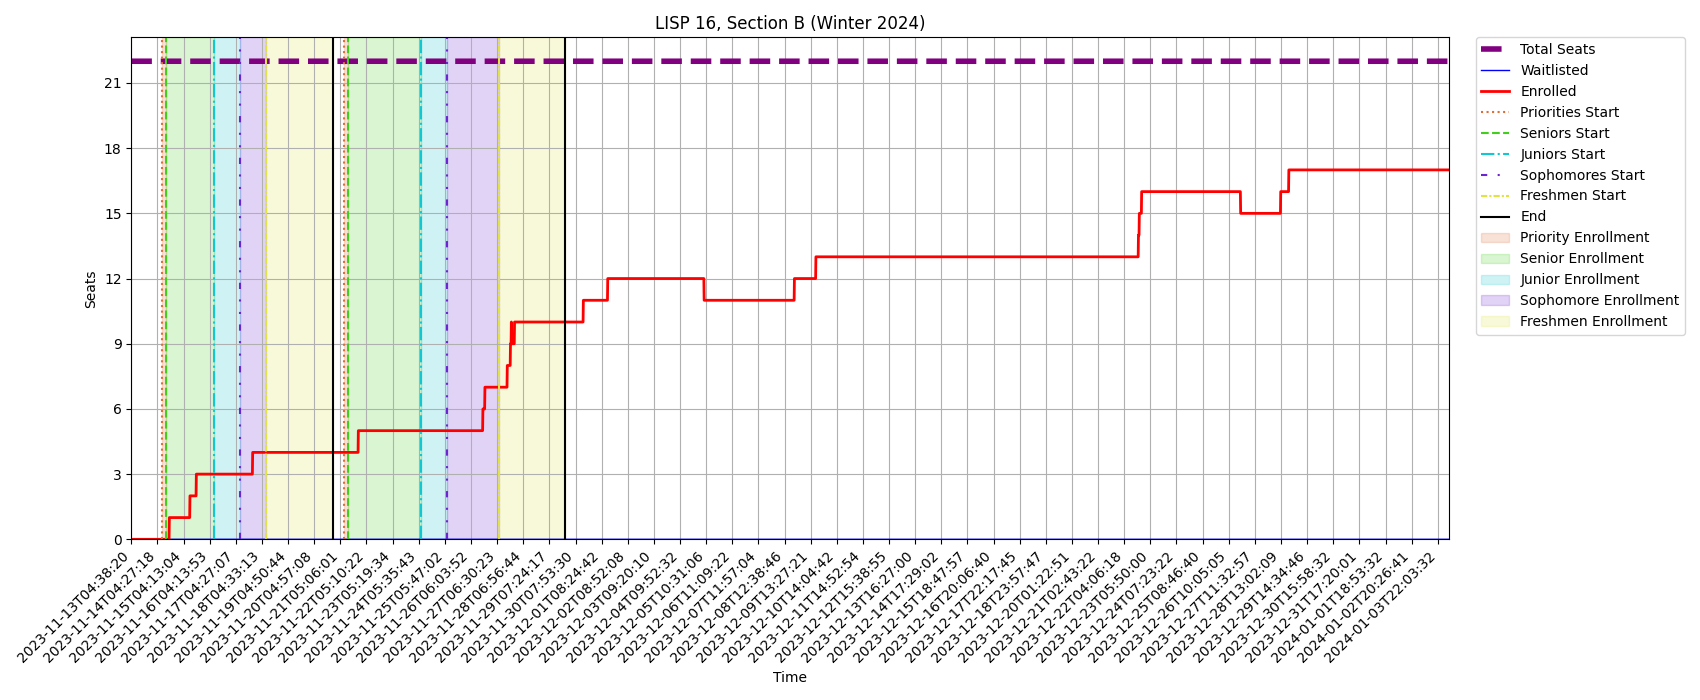 LISP 16, Section B (Winter 2024)
Seats
21
18
15
12
9
6
3
0
2023-11-13T04:38:20
2023-11-14T04:27:18
2023-11-15T04:13:04
2023-11-16T04:13:53
2023-11-17T04:27:07
2023-11-18T04:33:13
2023-11-19T04:50:44
2023-11-20T04:57:08
2023-11-21T05:06:01
2023-11-22T05:10:22
2023-11-23T05:19:34
2023-11-24T05:35:43
2023-11-25T05:47:02
2023-11-26T06:03:52
2023-11-27T06:30:23
2023-11-28T06:56:44
2023-11-29T07:24:17
2023-11-30T07:53:30
2023-12-01T08:24:42
2023-12-02T08:52:08
2023-12-03T09:20:10
2023-12-04T09:52:32
2023-12-05T10:31:06
2023-12-06T11:09:22
2023-12-07T11:57:04
2023-12-08T12:38:46
2023-12-09T13:27:21
2023-12-10T14:04:42
2023-12-11T14:52:54
2023-12-12T15:38:55
2023-12-13T16:27:00
2023-12-14T17:29:02
2023-12-15T18:47:57
2023-12-16T20:06:40
2023-12-17T22:17:45
2023-12-18T23:57:47
2023-12-20T01:22:51
2023-12-21T02:43:22
2023-12-22T04:06:18
2023-12-23T05:50:00
2023-12-24T07:23:22
2023-12-25T08:46:40
2023-12-26T10:05:05
2023-12-27T11:32:57
2023-12-28T13:02:09
2023-12-29T14:34:46
2023-12-30T15:58:32
2023-12-31T17:20:01
2024-01-01T18:53:32
2024-01-02T20:26:41
2024-01-03T22:03:32
Time
Total Seats
Waitlisted
Enrolled
Priorities Start
Seniors Start
Juniors Start
Sophomores Start
Freshmen Start
End
Priority Enrollment
Senior Enrollment
Junior Enrollment
Sophomore Enrollment
Freshmen Enrollment